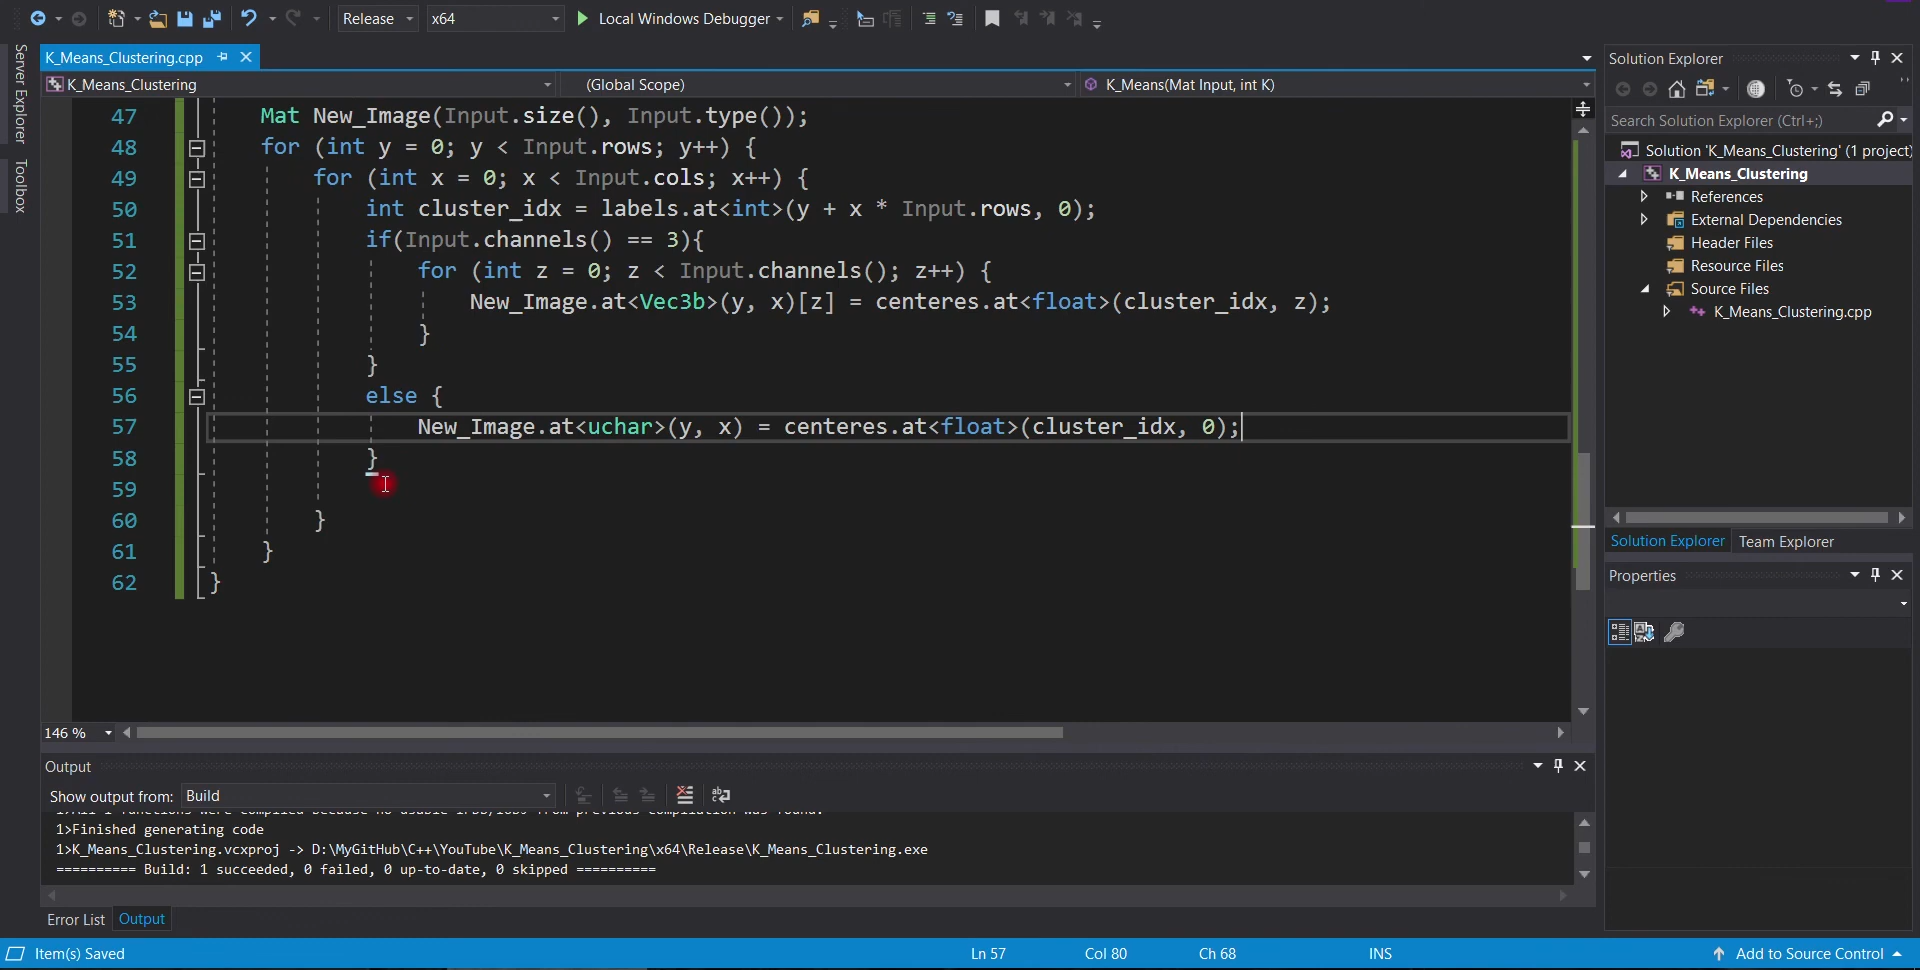 Release
x64
Local Windows Debugger
Server Explorer
Toolbox
K_Means_Clustering.cpp
K_Means_Clustering
(Global Scope)
K_Means(Mat Input, int K)
47 Mat New_Image(Input.size(), Input.type());
48 for (int y = 0; y < Input.rows; y++) {
49 for (int x = 0; x < Input.cols; x++) {
50 int cluster_idx = labels.at<int>(y + x * Input.rows, 0);
51 if(Input.channels() == 3){
52 for (int z = 0; z < Input.channels(); z++) {
53 New_Image.at<Vec3b>(y, x)[z] = centeres.at<float>(cluster_idx, z);
54 }
55 }
56 else {
57 New_Image.at<uchar>(y, x) = centeres.at<float>(cluster_idx, 0);
58 }
59
60 }
61 }
62 }
146 %
Output
Show output from: Build
1>Finished generating code
1>K_Means_Clustering.vcxproj -> D:\MyGitHub\C++\YouTube\K_Means_Clustering\x64\Release\K_Means_Clustering.exe
========== Build: 1 succeeded, 0 failed, 0 up-to-date, 0 skipped ==========
Error List Output
Solution Explorer
Search Solution Explorer (Ctrl+;)
Solution 'K_Means_Clustering' (1 project)
K_Means_Clustering
References
External Dependencies
Header Files
Resource Files
Source Files
K_Means_Clustering.cpp
Solution Explorer Team Explorer
Properties
Item(s) Saved
Ln 57
Col 80
Ch 68
INS
Add to Source Control